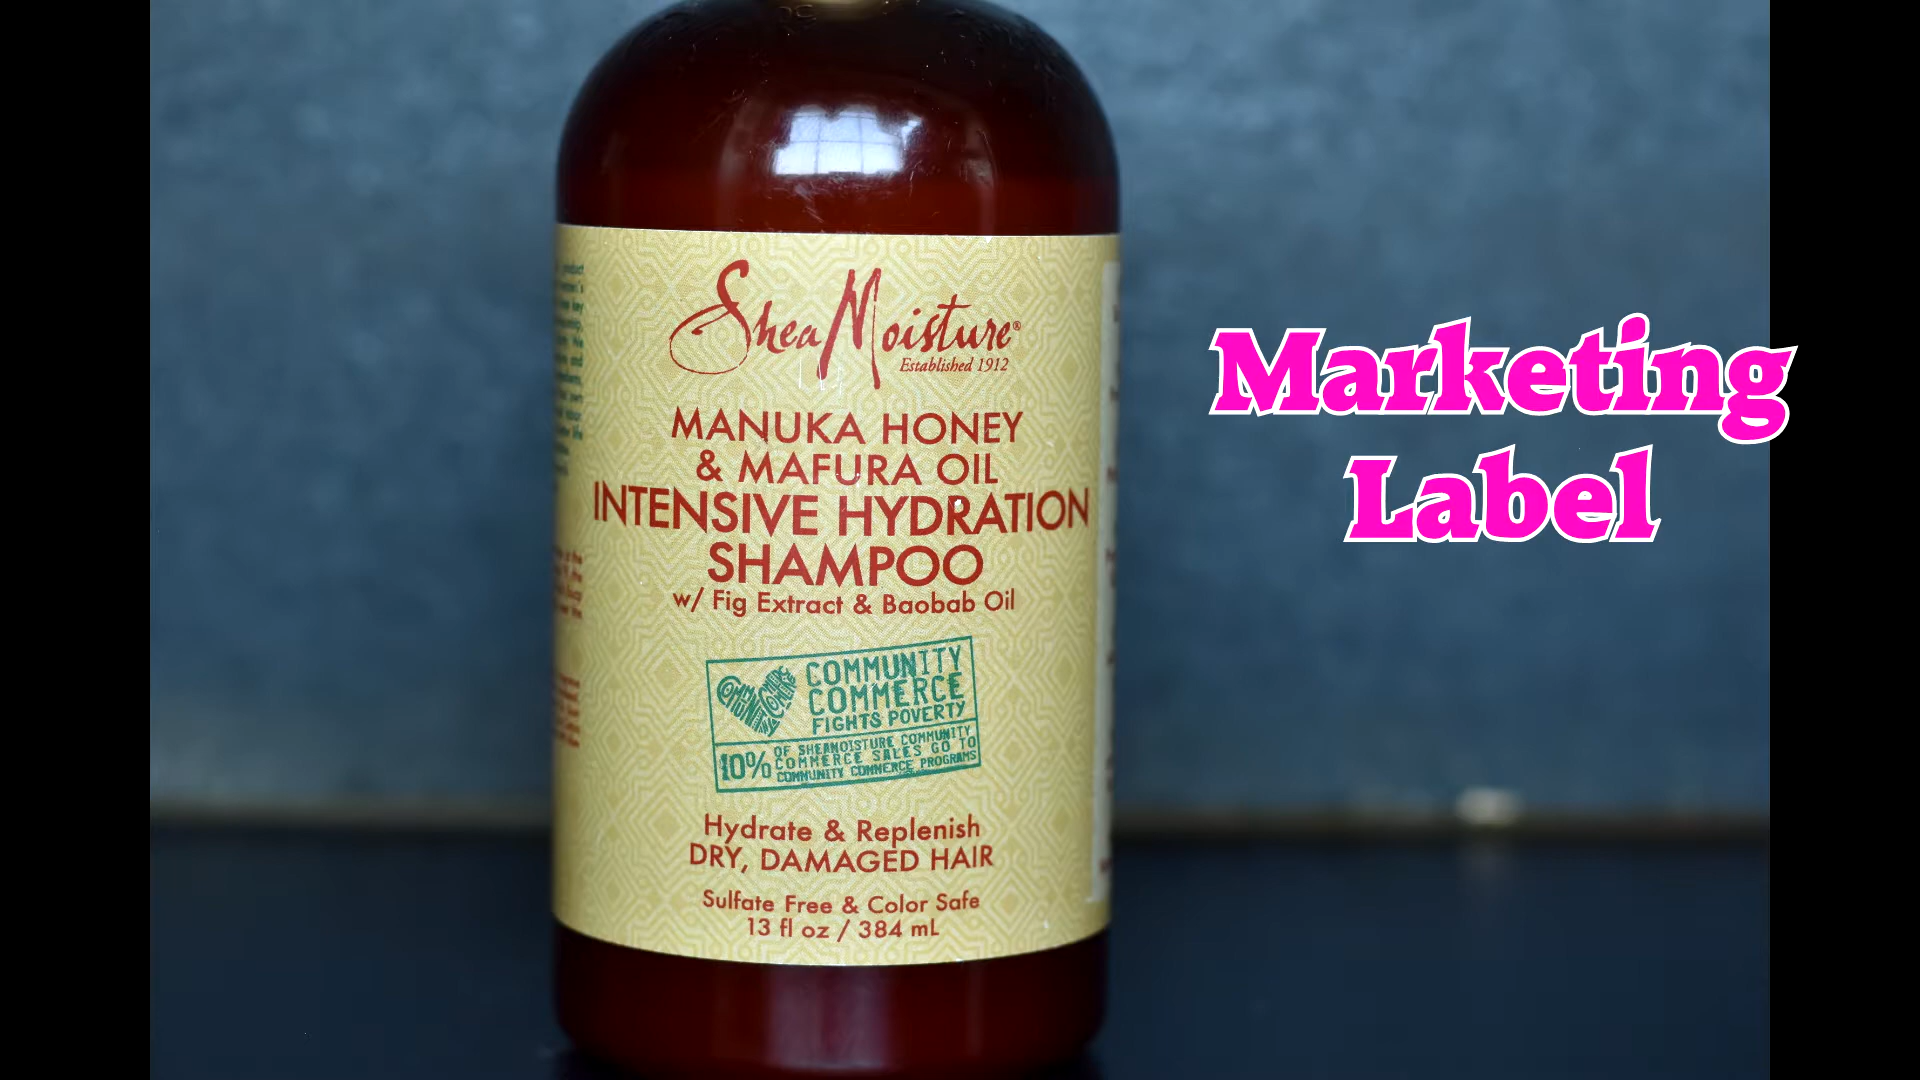 SheaMoisture®
Established 1912
MANUKA HONEY
& MAFURA OIL
INTENSIVE HYDRATION
SHAMPOO
w/ Fig Extract & Baobab Oil
COMMUNITY
COMMERCE
FIGHTS POVERTY
10% OF SHEAMOISTURE COMMUNITY
COMMERCE SALES GO TO
COMMUNITY COMMERCE PROGRAMS
Hydrate & Replenish
DRY, DAMAGED HAIR
Sulfate Free & Color Safe
13 fl oz / 384 mL
Marketing
Label